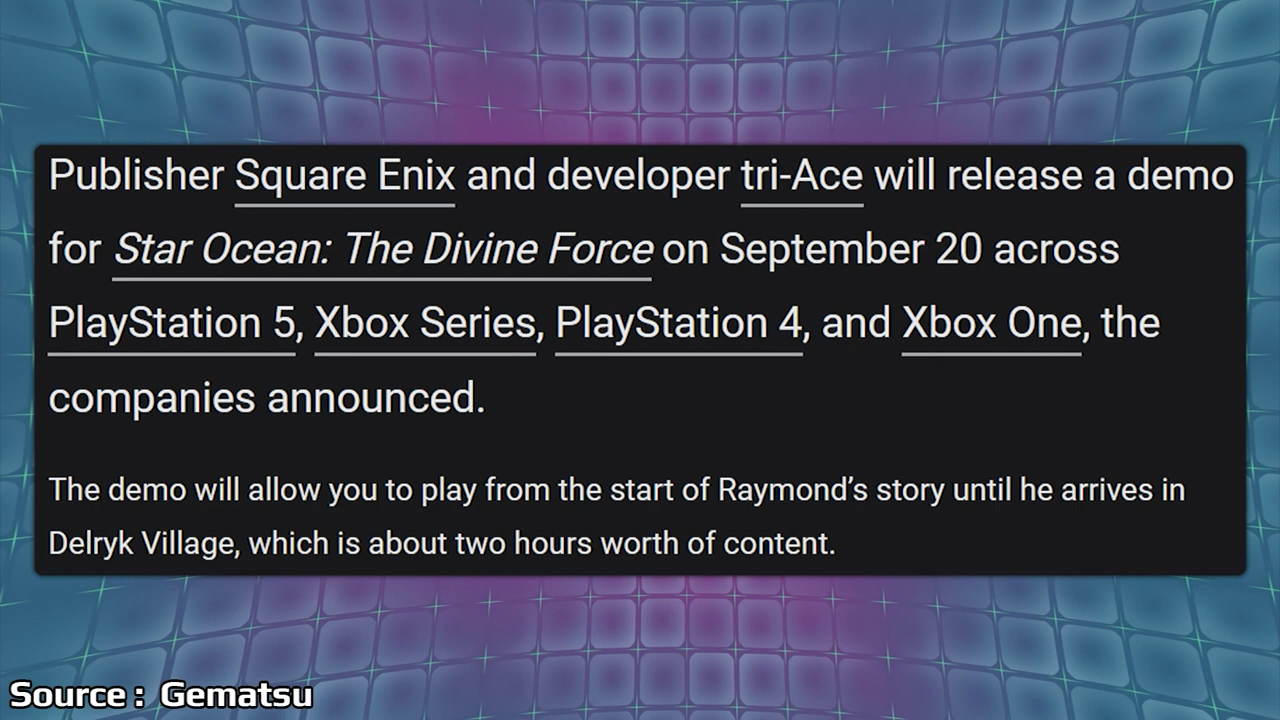 Publisher Square Enix and developer tri-Ace will release a demo
for Star Ocean: The Divine Force on September 20 across
PlayStation 5, Xbox Series, PlayStation 4, and Xbox One, the
companies announced.
The demo will allow you to play from the start of Raymond’s story until he arrives in
Delryk Village, which is about two hours worth of content.
Source : Gematsu